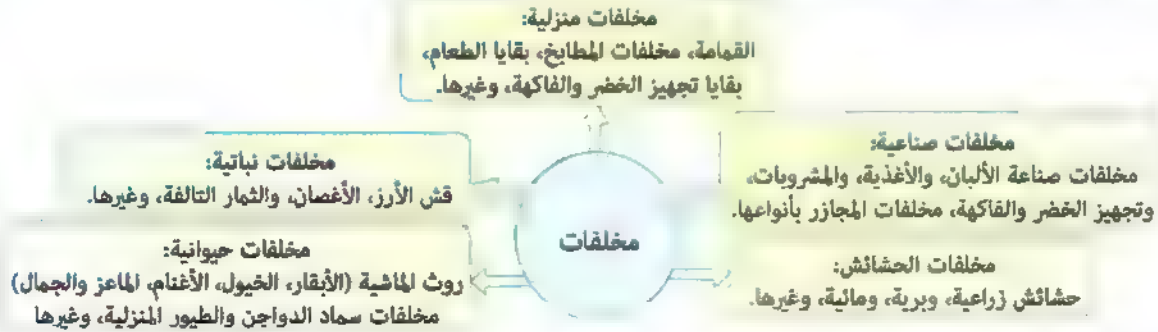 مخلفات منزلية:
القمامة، مخلفات المطابخ، بقايا الطعام،
بقايا تجهيز الخضر والفاكهة، وغيرها.
مخلفات صناعية:
مخلفات صناعة الألبان، والأغذية، والمشروبات،
وتجهيز الخضر والفاكهة، مخلفات المجازر بأنواعها.
مخلفات نباتية:
قش الأرز، الأغصان، والثمار التالفة، وغيرها.
مخلفات
مخلفات الحشائش:
حشائش زراعية، وبرية، ومائية، وغيرها.
مخلفات حيوانية:
روث الماشية (الأبقار، الخيول، الأغنام، الماعز والجمال)
مخلفات سماد الدواجن والطيور المنزلية، وغيرها